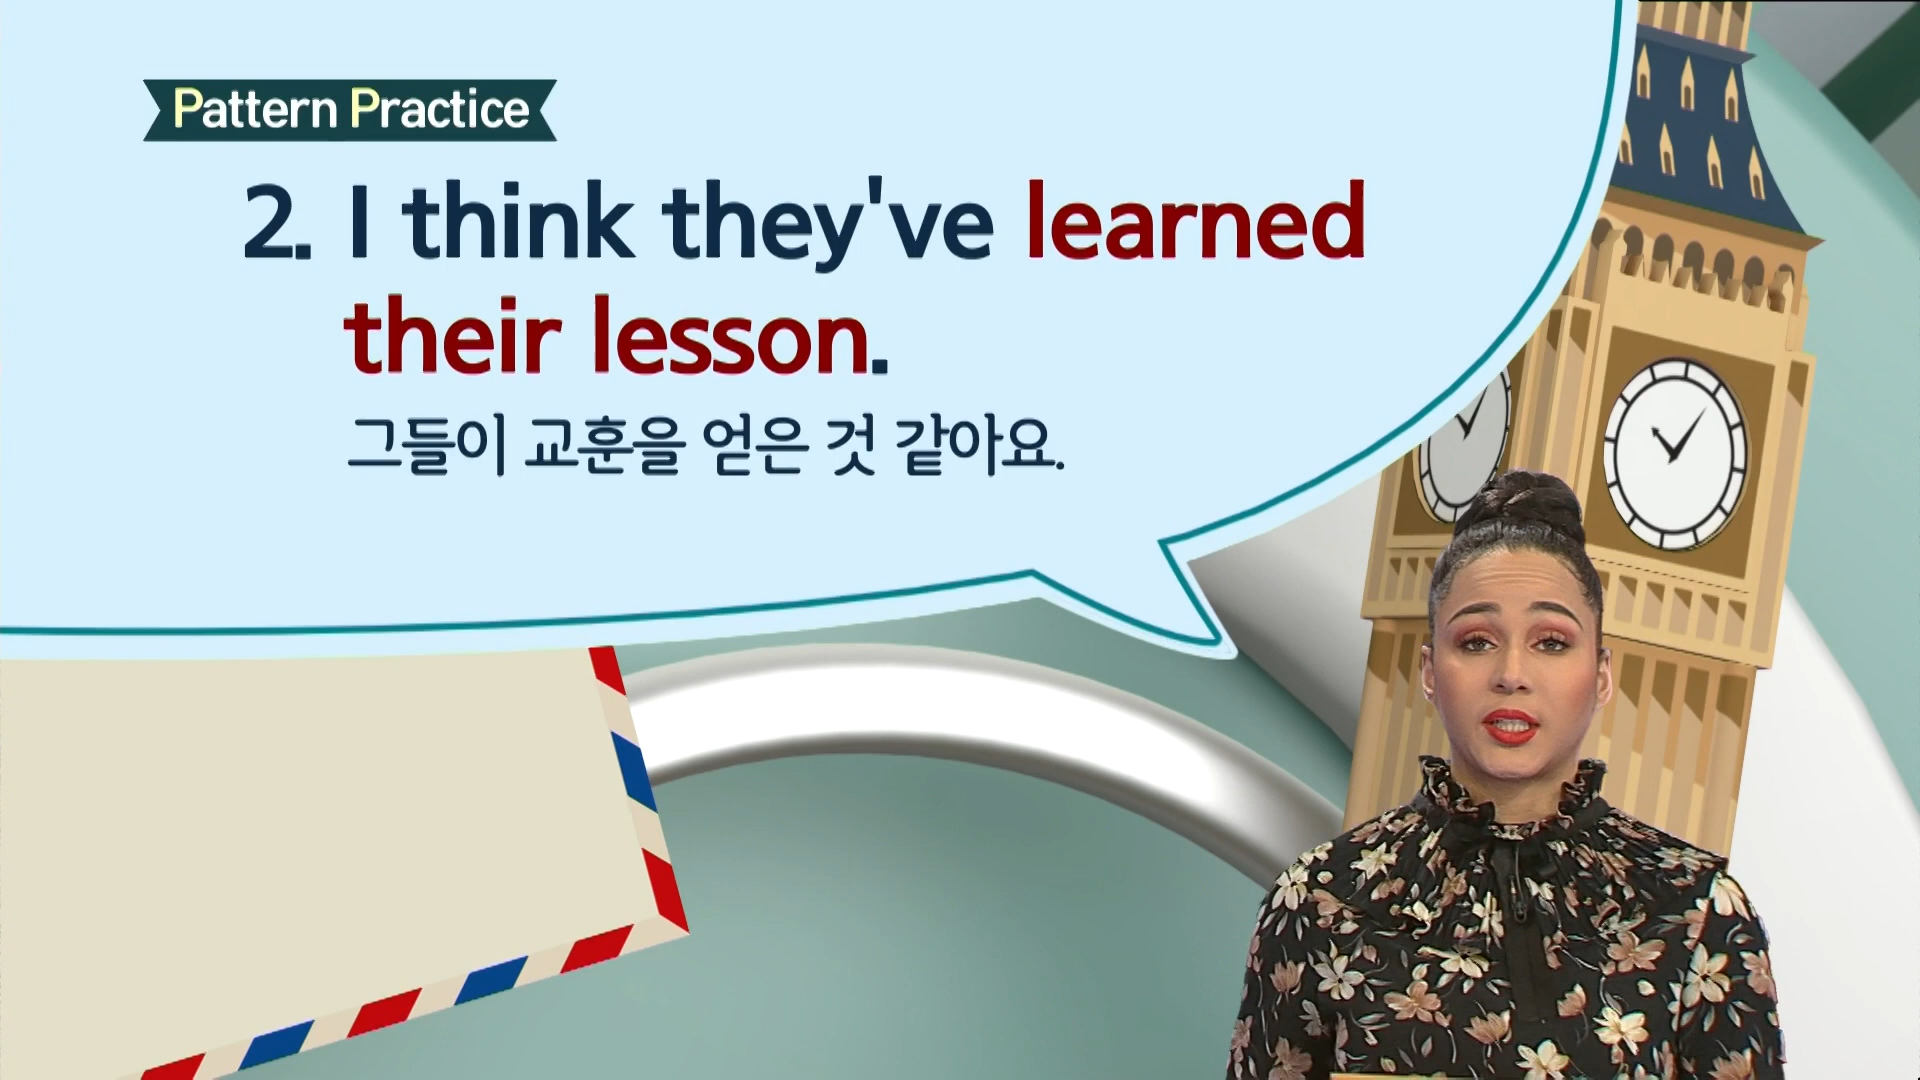 Pattern Practice
2. I think they've learned
their lesson.
그들이 교훈을 얻은 것 같아요.